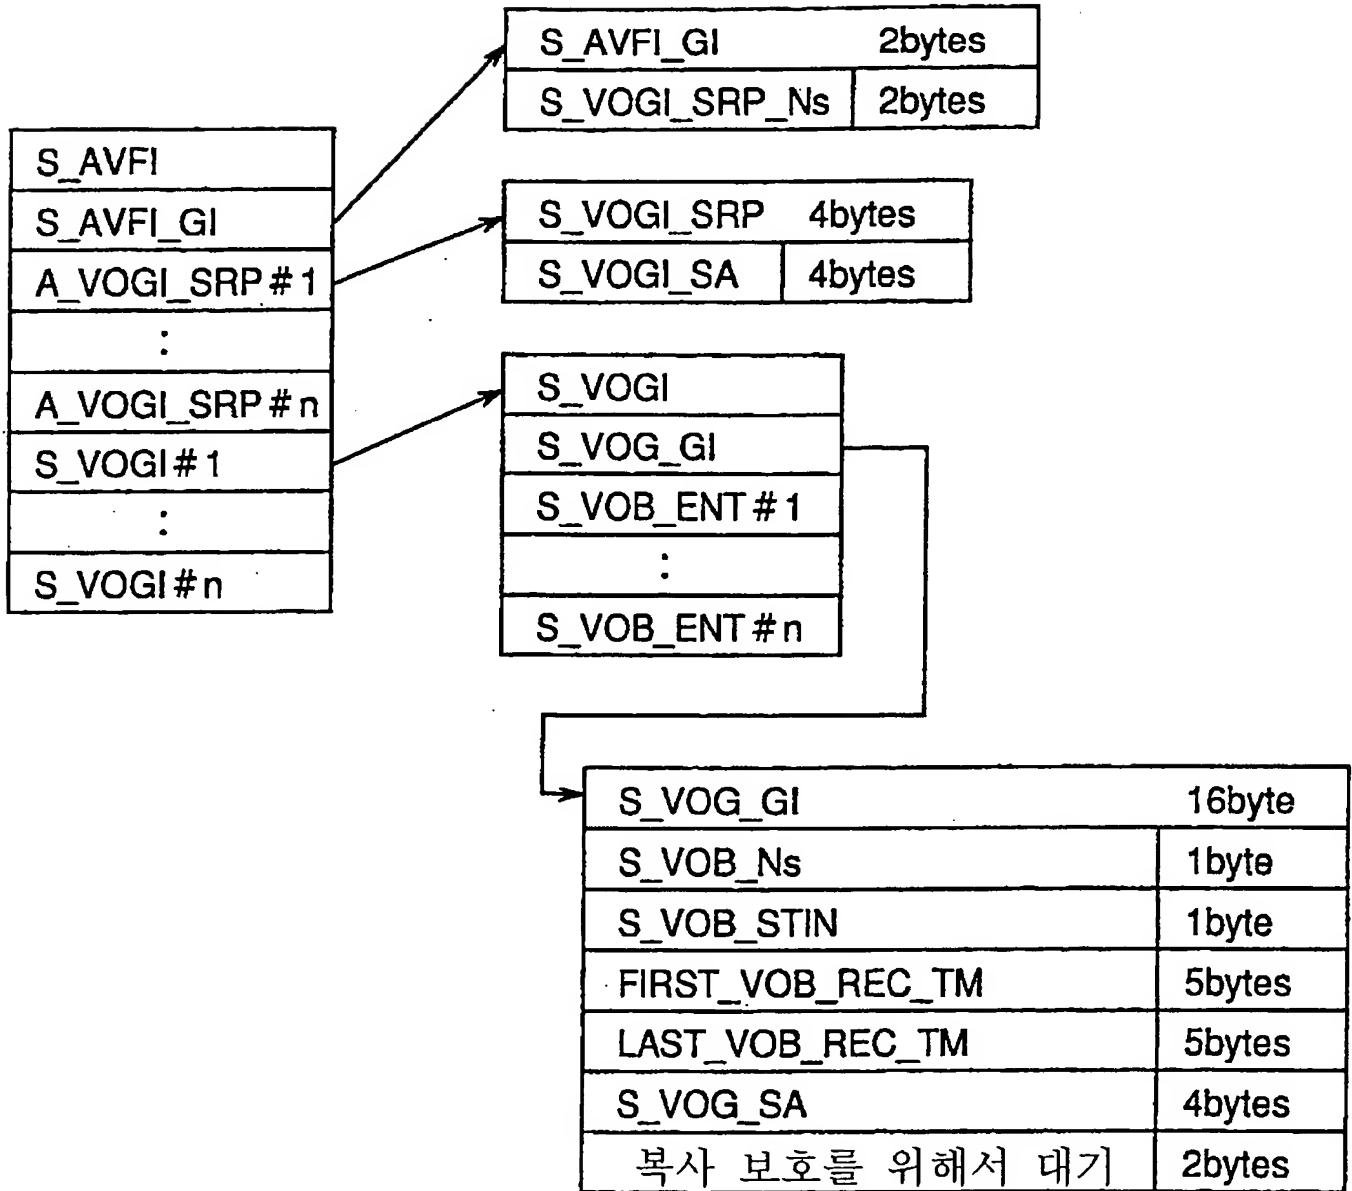 S_AVFI_GI 2bytes
S_VOGI_SRP_Ns 2bytes
S_AVFI
S_AVFI_GI
A_VOGI_SRP#1
:
A_VOGI_SRP#n
S_VOGI#1
:
S_VOGI#n
S_VOGI_SRP 4bytes
S_VOGI_SA 4bytes
S_VOGI
S_VOG_GI
S_VOB_ENT#1
:
S_VOB_ENT#n
S_VOG_GI 16byte
S_VOB_Ns 1byte
S_VOB_STIN 1byte
FIRST_VOB_REC_TM 5bytes
LAST_VOB_REC_TM 5bytes
S_VOG_SA 4bytes
복사 보호를 위해서 대기 2bytes